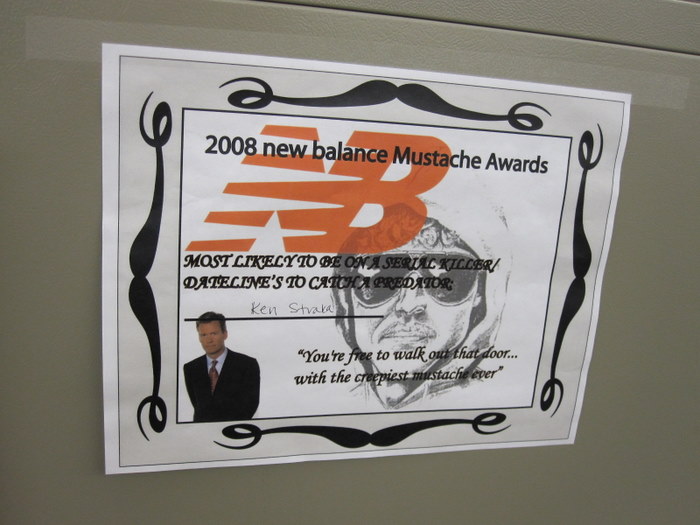 2008 new balance Mustache Awards
MOST LIKELY TO BE ON A SERIAL KILLER/
DATELINE'S TO CATCH A PREDATOR:
Ken
"You're free to walk out that door...
with the creepiest mustache ever"